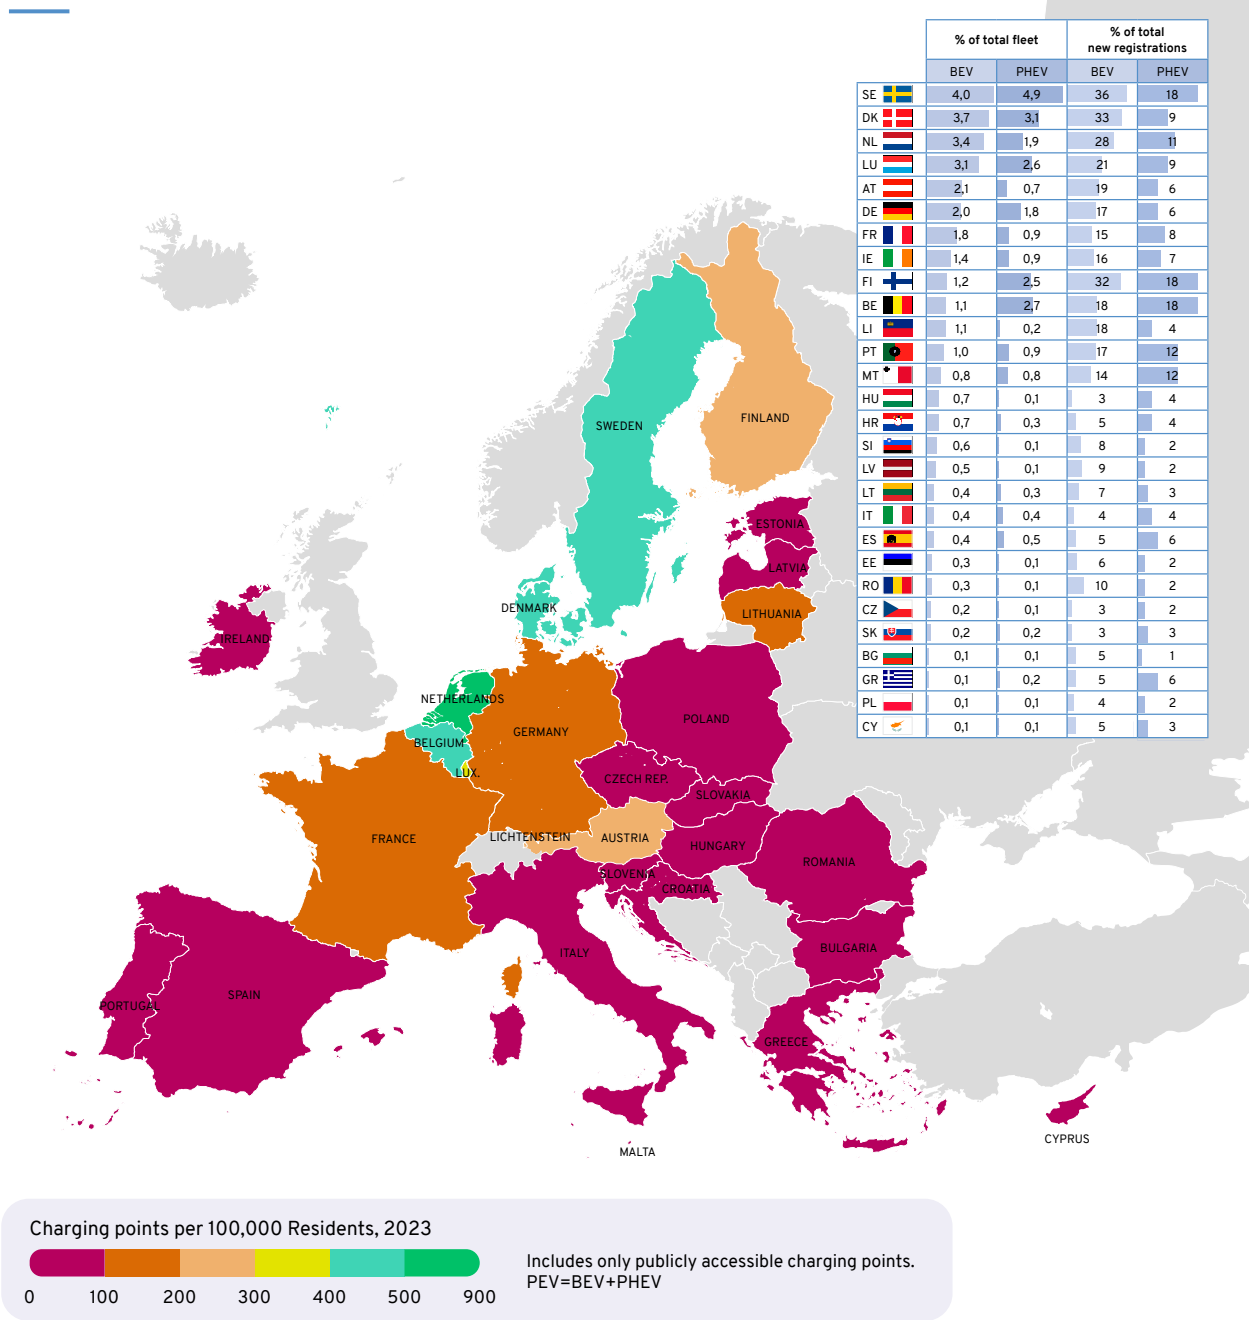 % of total fleet
% of total
new registrations
BEV PHEV BEV PHEV
SE 4,0 4,9 36 18
DK 3,7 3,1 33 9
NL 3,4 1,9 28 11
LU 3,1 2,6 21 9
AT 2,1 0,7 19 6
DE 2,0 1,8 17 6
FR 1,8 0,9 15 8
IE 1,4 0,9 16 7
FI 1,2 2,5 32 18
BE 1,1 2,7 18 18
LI 1,1 0,2 18 4
PT 1,0 0,9 17 12
MT 0,8 0,8 14 12
HU 0,7 0,1 3 4
HR 0,7 0,3 5 4
SI 0,6 0,1 8 2
LV 0,5 0,1 9 2
LT 0,4 0,3 7 3
IT 0,4 0,4 4 4
ES 0,4 0,5 5 6
EE 0,3 0,1 6 2
RO 0,3 0,1 10 2
CZ 0,2 0,1 3 2
SK 0,2 0,2 3 3
BG 0,1 0,1 5 1
GR 0,1 0,2 5 6
PL 0,1 0,1 4 2
CY 0,1 0,1 5 3
FINLAND
SWEDEN
ESTONIA
LATVIA
DENMARK
LITHUANIA
IRELAND
NETHERLANDS
POLAND
GERMANY
BELGIUM
LUX.
CZECH REP.
SLOVAKIA
FRANCE
LICHTENSTEIN
AUSTRIA
HUNGARY
ROMANIA
SLOVENIA
CROATIA
BULGARIA
ITALY
SPAIN
PORTUGAL
GREECE
CYPRUS
MALTA
Charging points per 100,000 Residents, 2023
0 100 200 300 400 500 900
Includes only publicly accessible charging points.
PEV=BEV+PHEV